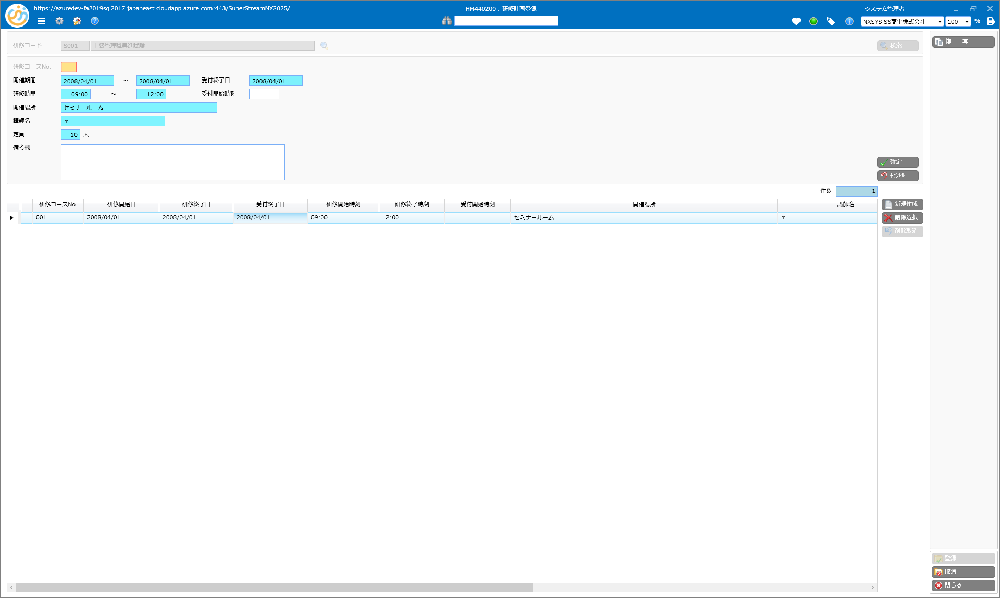 https://azuredev-fa2019sql2017.japaneast.cloudapp.azure.com:443/SuperStreamNX2025/
HM440200：研修計画登録
システム管理者
NXSYS SS商事株式会社
100
%
研修コード
S001
上級管理職昇進試験
検索
複　写
研修コースNo.
開催期間
2008/04/01
～
2008/04/01
受付終了日
2008/04/01
研修時間
09:00
～
12:00
受付開始時刻
開催場所
セミナールーム
講師名
*
定員
10
人
備考欄
確定
ｷｬﾝｾﾙ
件数
1
研修コースNo.
研修開始日
研修終了日
受付終了日
研修開始時刻
研修終了時刻
受付開始時刻
開催場所
講師名
新規作成
001
2008/04/01
2008/04/01
2008/04/01
09:00
12:00
セミナールーム
*
削除選択
削除取消
登録
取消
閉じる